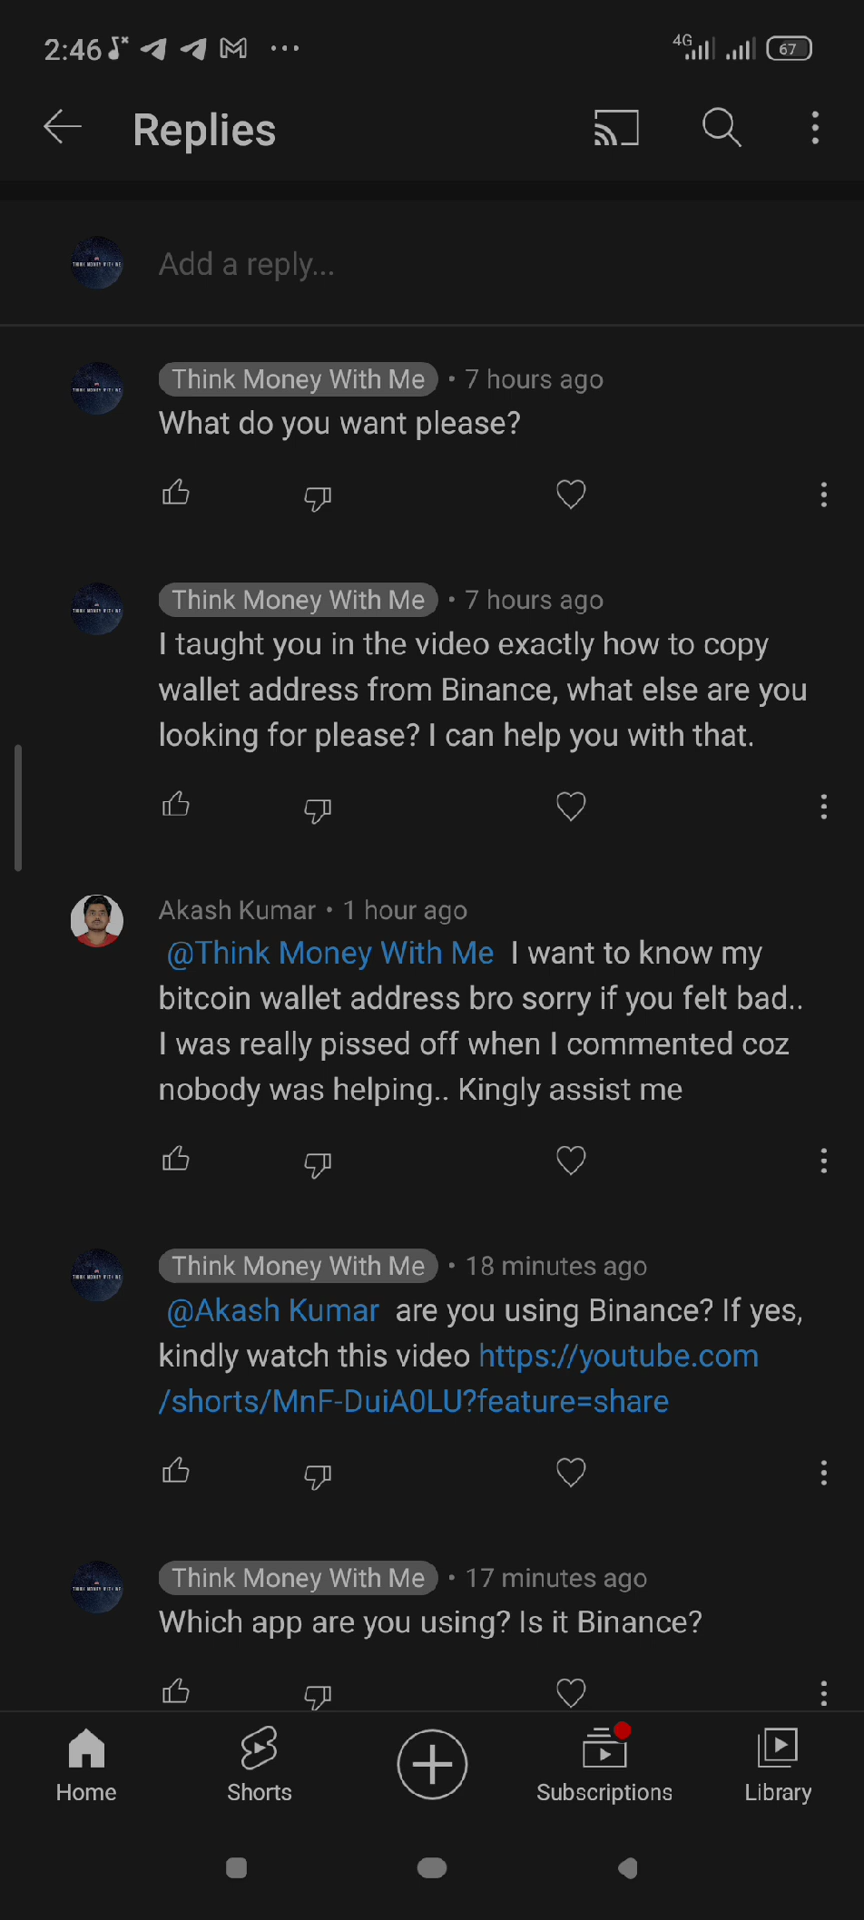 2:46
4G
67
Replies
Add a reply...
Think Money With Me • 7 hours ago
What do you want please?
Think Money With Me • 7 hours ago
I taught you in the video exactly how to copy
wallet address from Binance, what else are you
looking for please? I can help you with that.
Akash Kumar • 1 hour ago
@Think Money With Me I want to know my
bitcoin wallet address bro sorry if you felt bad..
I was really pissed off when I commented coz
nobody was helping.. Kingly assist me
Think Money With Me • 18 minutes ago
@Akash Kumar are you using Binance? If yes,
kindly watch this video https://youtube.com
/shorts/MnF-DuiA0LU?feature=share
Think Money With Me • 17 minutes ago
Which app are you using? Is it Binance?
Home
Shorts
Subscriptions
Library